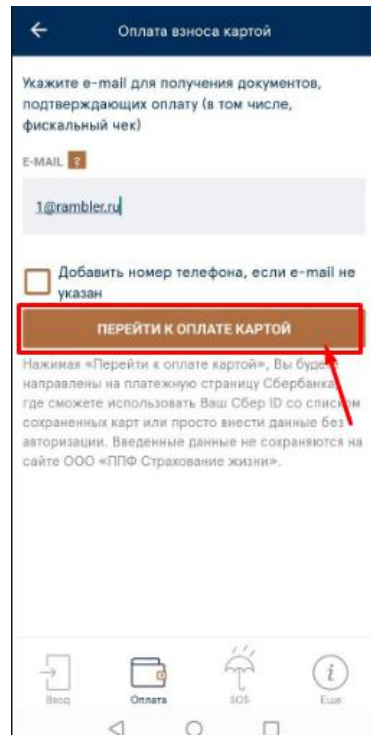 Оплата взноса картой
Укажите e-mail для получения документов,
подтверждающих оплату (в том числе,
фискальный чек)
E-MAIL ?
1@rambler.ru
Добавить номер телефона, если e-mail не
указан
ПЕРЕЙТИ К ОПЛАТЕ КАРТОЙ
Нажимая «Перейти к оплате картой», Вы будете
направлены на платежную страницу Сбербанка,
где сможете использовать Ваш Сбер ID со списком
сохраненных карт или просто внести данные без
авторизации. Введенные данные не сохраняются на
сайте ООО «ППФ Страхование жизни».
Вход Оплата SOS Еще